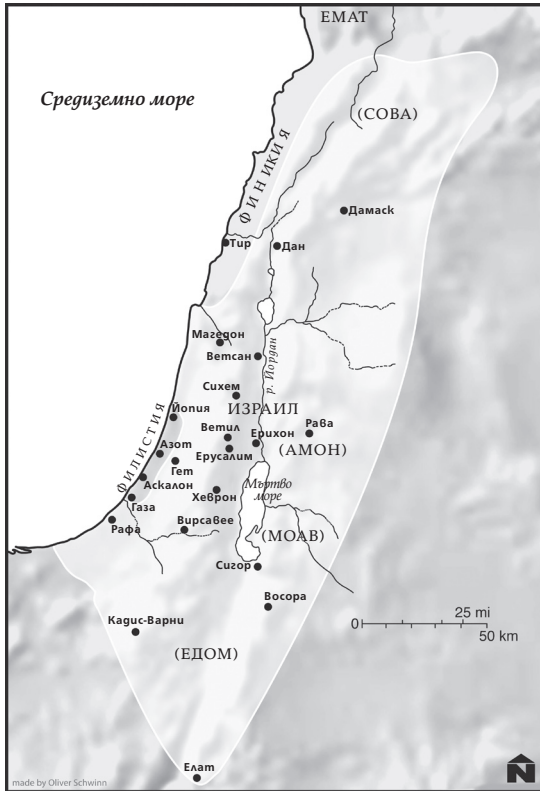 ЕМАТ
Средиземно море
(СОВА)
ФИНИКИЯ
Дамаск
Тир
Дан
Магедон
Ветсан
р. Йордан
Сихем
ИЗРАИЛ
Йопия
ФИЛИСТИЯ
Ветил
Ерихон
Рава
(АМОН)
Азот
Ерусалим
Гет
Аскалон
Мъртво
море
Хеврон
Газа
Рафа
Вирсавее
(МОАВ)
Сигор
Восора
Кадис-Варни
25 mi
0
50 km
(ЕДОМ)
Елат
made by Oliver Schwinn
N